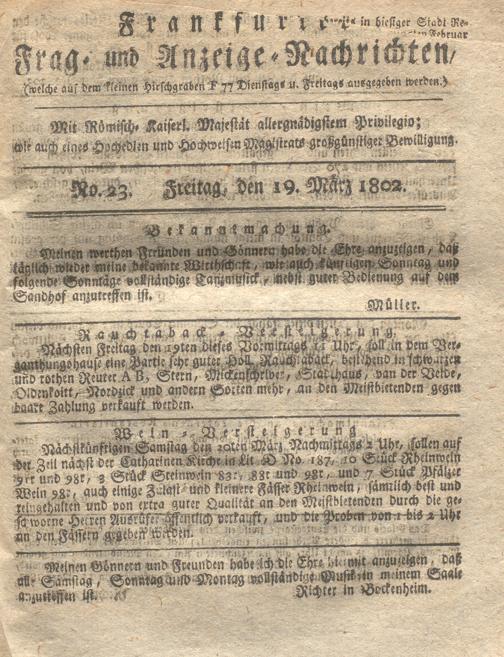 Frankfurter
in hiesiger Stadt Re-
Februar
Frag- und Anzeige-Nachrichten,
(welche auf dem kleinen Hirschgraben F 77 Dienstags u. Freitags ausgegeben werden.)
Mit Römisch-Kaiserl. Majestät allergnädigstem Privilegio;
wie auch eines Hochedlen und Hochweisen Magistrats großgünstiger Bewilligung.
No. 23. Freitag, den 19. März 1802.
Bekanntmachung.
Meinen werthen Freunden und Gönnern habe die Ehre anzuzeigen, daß
täglich wieder meine bekannte Wirthschaft, wie auch künftigen Sonntag und
folgende Sonntäge vollständige Tanzmusick, nebst guter Bedienung auf dem
Sandhof anzutreffen ist.
Müller.
Rauchtaback-Versteigerung.
Nächsten Freitag den 19ten dieses Vormittags 11 Uhr, soll in dem Ver-
ganthungshause eine Partie sehr guter Holl. Rauchtaback, bestehend in schwarzen
und rothen Reuter A B, Stern, Statthaus, van der Velde,
Oldenkoitt, Nordzick und andern Sorten mehr, an den Meistbietenden gegen
baare Zahlung verkauft werden.
Wein-Versteigerung
Nächstkünftigen Samstag den 20ten März Nachmittags 2 Uhr, sollen auf
der Zeil nächst der Catharinen Kirche in Lit. D No. 187, 10 Stück Rheinwein
9er und 98r, 3 Stück Steinwein 83r, 88r und 98r, und 7 Stück Pfälzer
Wein 98r, auch einige Zulast und kleinere Fässer Rheinwein, sämtlich best und
reingehalten und von extra guter Qualität an den Meistbietenden durch die ge-
schworne Herren Ausrüfer öffentlich verkauft, und die Proben von 1 bis 2 Uhr
an den Fässern gegeben werden.
Meinen Gönnern und Freunden habe ich die Ehre hiemit anzuzeigen, daß
alle Samstag, Sonntag und Montag vollständige Musik in meinem Saale
anzutreffen ist.
Richter in Bockenheim.